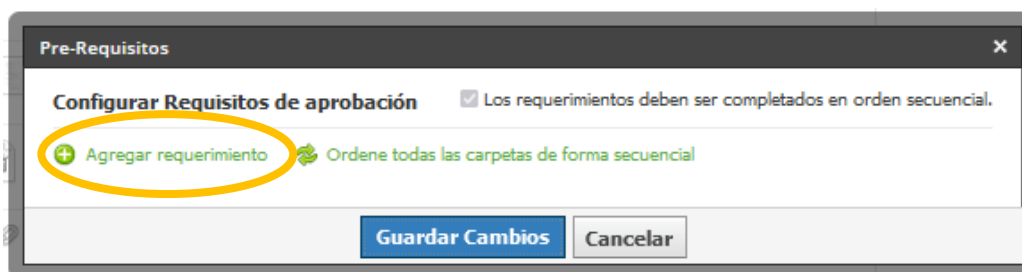 Pre-Requisitos
Configurar Requisitos de aprobación Los requerimientos deben ser completados en orden secuencial.
Agregar requerimiento Ordene todas las carpetas de forma secuencial
Guardar Cambios Cancelar